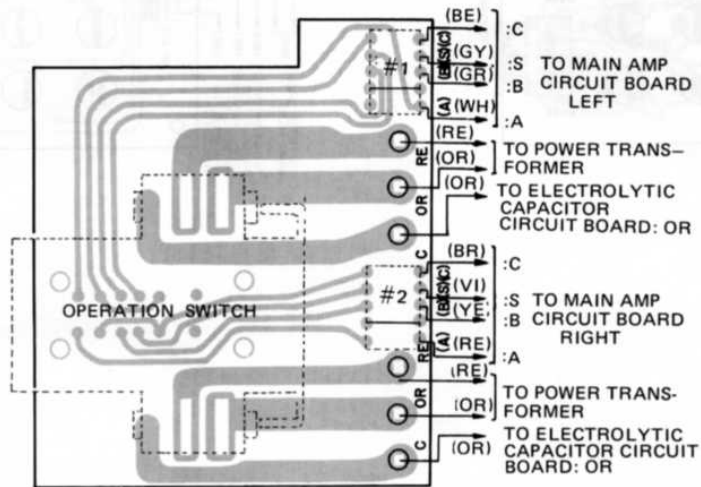 (BE)
:C
(C)
#1
(GY)
:S
TO MAIN AMP
CIRCUIT BOARD
LEFT
(GR)
:B
(A)
(WH)
:A
(RE)
RE
TO POWER TRANS-
FORMER
(OR)
OR
(OR)
TO ELECTROLYTIC
CAPACITOR
CIRCUIT BOARD: OR
C
(BR)
:C
(C)
#2
(VI)
:S
TO MAIN AMP
CIRCUIT BOARD
RIGHT
(YE)
:B
OPERATION SWITCH
(A)
(RE)
:A
RE
(RE)
TO POWER TRANS-
FORMER
OR
(OR)
TO ELECTROLYTIC
CAPACITOR CIRCUIT
BOARD: OR
(OR)
C